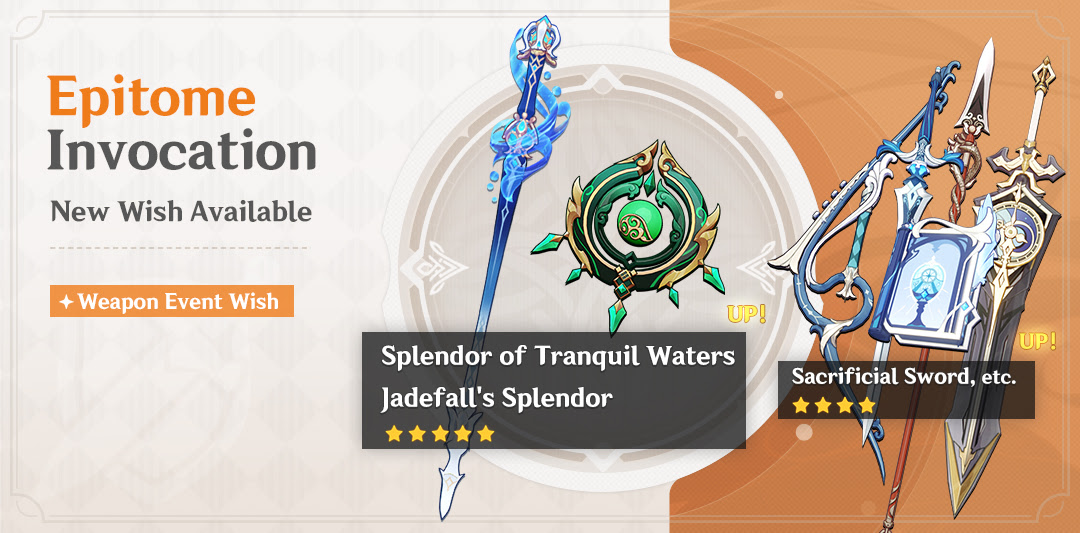 Epitome
Invocation
New Wish Available
Weapon Event Wish
UP!
Splendor of Tranquil Waters
Jadefall's Splendor
UP!
Sacrificial Sword, etc.